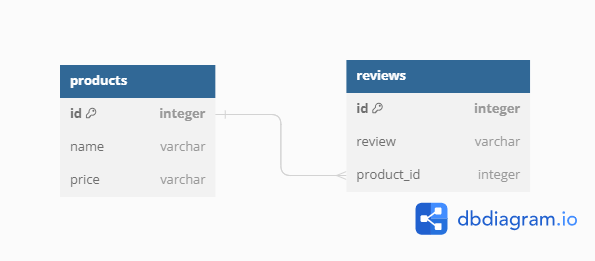 products
id integer
name varchar
price varchar
reviews
id integer
review varchar
product_id integer
dbdiagram.io